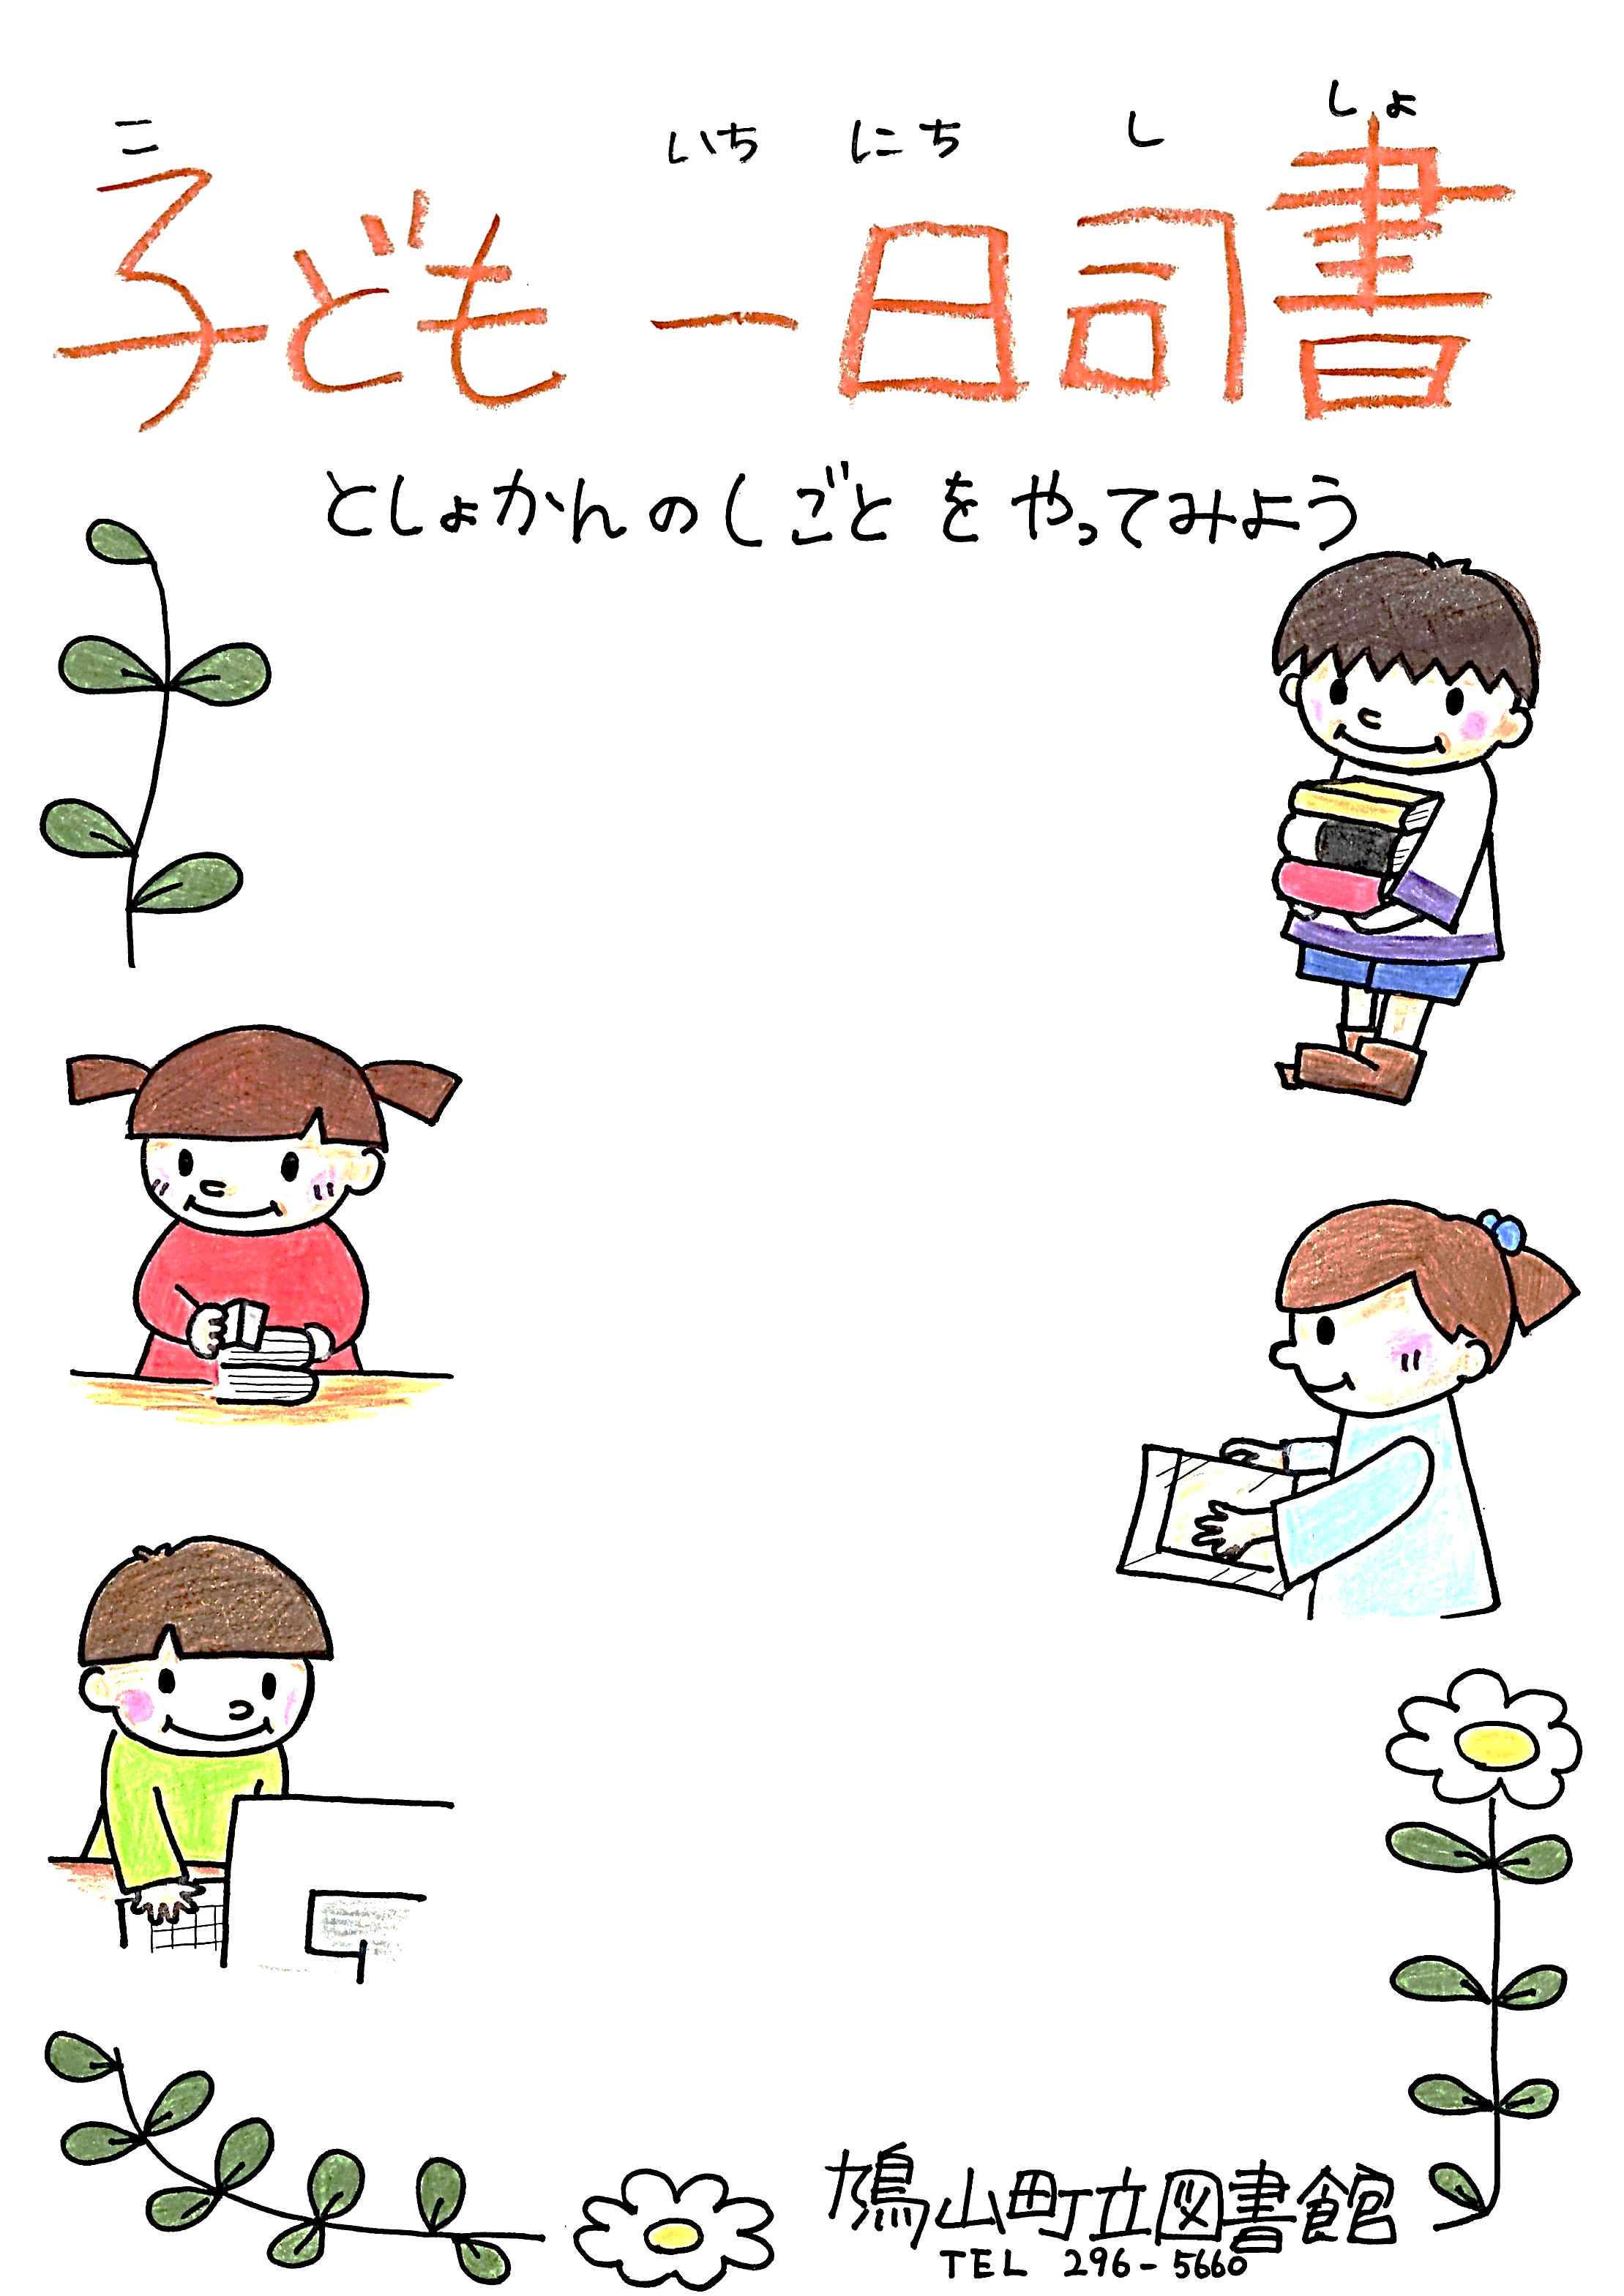 こ いち にち し しょ
子ども 一日司書
としょかんのしごとをやってみよう
鳩山町立図書館
TEL 296-5660